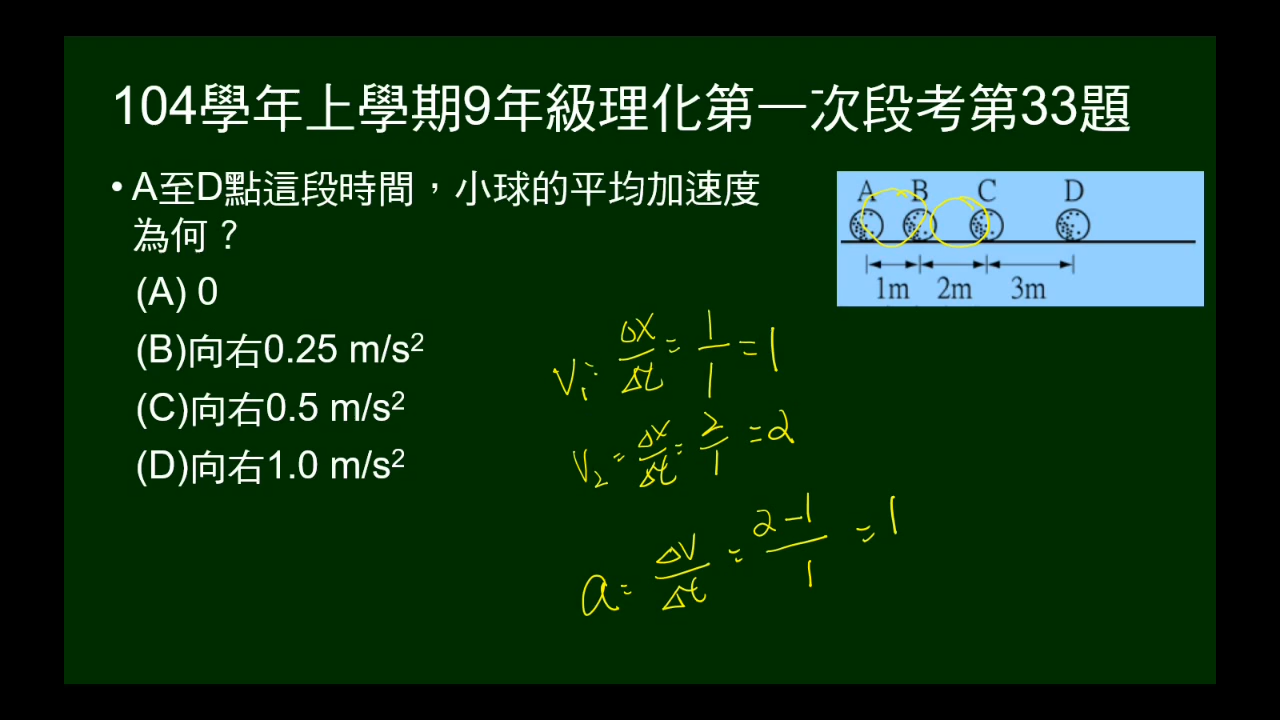 104學年上學期9年級理化第一次段考第33題
• A至D點這段時間，小球的平均加速度
為何？
(A) 0
(B)向右0.25 m/s²
(C)向右0.5 m/s²
(D)向右1.0 m/s²
A B C D
1m 2m 3m
V₁ = Δx/Δt = 1/1 = 1
V₂ = Δx/Δt = 2/1 = 2
a = ΔV/Δt = 2-1/1 = 1